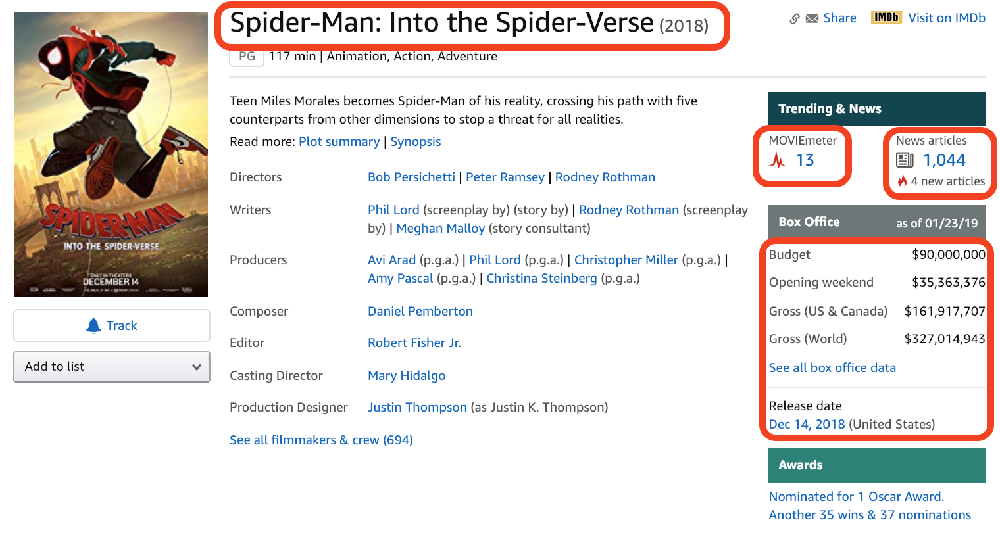 Spider-Man: Into the Spider-Verse (2018)
Share
IMDb Visit on IMDb
PG 117 min | Animation, Action, Adventure
Teen Miles Morales becomes Spider-Man of his reality, crossing his path with five
counterparts from other dimensions to stop a threat for all realities.
Read more: Plot summary | Synopsis
Directors Bob Persichetti | Peter Ramsey | Rodney Rothman
Writers Phil Lord (screenplay by) (story by) | Rodney Rothman (screenplay
by) | Meghan Malloy (story consultant)
Producers Avi Arad (p.g.a.) | Phil Lord (p.g.a.) | Christopher Miller (p.g.a.) |
Amy Pascal (p.g.a.) | Christina Steinberg (p.g.a.)
Composer Daniel Pemberton
Editor Robert Fisher Jr.
Casting Director Mary Hidalgo
Production Designer Justin Thompson (as Justin K. Thompson)
See all filmmakers & crew (694)
SPIDER-MAN
INTO THE SPIDER-VERSE
ONLY IN THEATERS
DECEMBER 14
Track
Add to list
Trending & News
MOVIEmeter
13
News articles
1,044
4 new articles
Box Office as of 01/23/19
Budget $90,000,000
Opening weekend $35,363,376
Gross (US & Canada) $161,917,707
Gross (World) $327,014,943
See all box office data
Release date
Dec 14, 2018 (United States)
Awards
Nominated for 1 Oscar Award.
Another 35 wins & 37 nominations